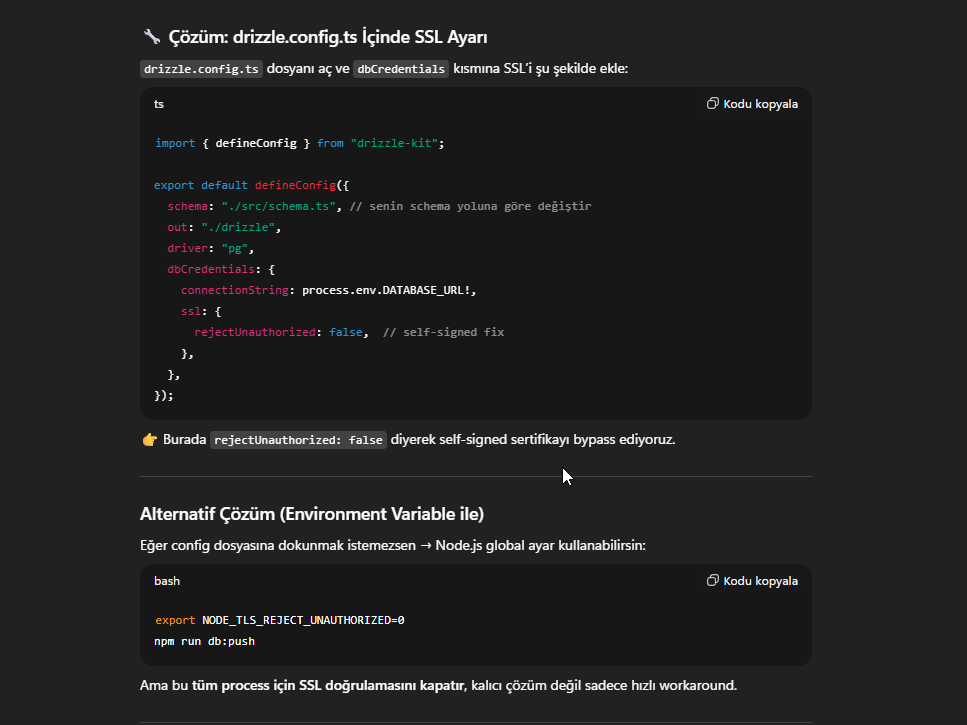 🔧 Çözüm: drizzle.config.ts İçinde SSL Ayarı
drizzle.config.ts dosyanı aç ve dbCredentials kısmına SSL’i şu şekilde ekle:
ts
Kodu kopyala
import { defineConfig } from "drizzle-kit";

export default defineConfig({
  schema: "./src/schema.ts", // senin schema yoluna göre değiştir
  out: "./drizzle",
  driver: "pg",
  dbCredentials: {
    connectionString: process.env.DATABASE_URL!,
    ssl: {
      rejectUnauthorized: false,  // self-signed fix
    },
  },
});
👉 Burada rejectUnauthorized: false diyerek self-signed sertifikayı bypass ediyoruz.
Alternatif Çözüm (Environment Variable ile)
Eğer config dosyasına dokunmak istemezsen → Node.js global ayar kullanabilirsin:
bash
Kodu kopyala
export NODE_TLS_REJECT_UNAUTHORIZED=0
npm run db:push
Ama bu tüm process için SSL doğrulamasını kapatır, kalıcı çözüm değil sadece hızlı workaround.